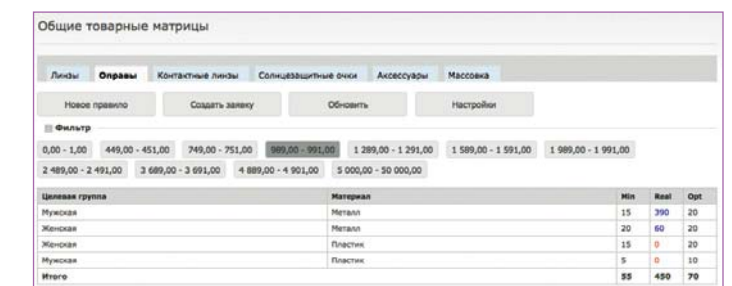 Общие товарные матрицы
Линзы Оправы Контактные линзы Солнцезащитные очки Аксессуары Массовка
Новое правило Создать заявку Обновить Настройки
Фильтр
0,00 - 1,00 449,00 - 451,00 749,00 - 751,00 989,00 - 991,00 1 289,00 - 1 291,00 1 589,00 - 1 591,00 1 989,00 - 1 991,00
2 489,00 - 2 491,00 3 689,00 - 3 691,00 4 889,00 - 4 901,00 5 000,00 - 50 000,00
Целевая группа Материал Min Real Opt
Мужская Металл 15 390 20
Женская Металл 20 60 20
Женская Пластик 15 0 20
Мужская Пластик 5 0 10
Итого 55 450 70